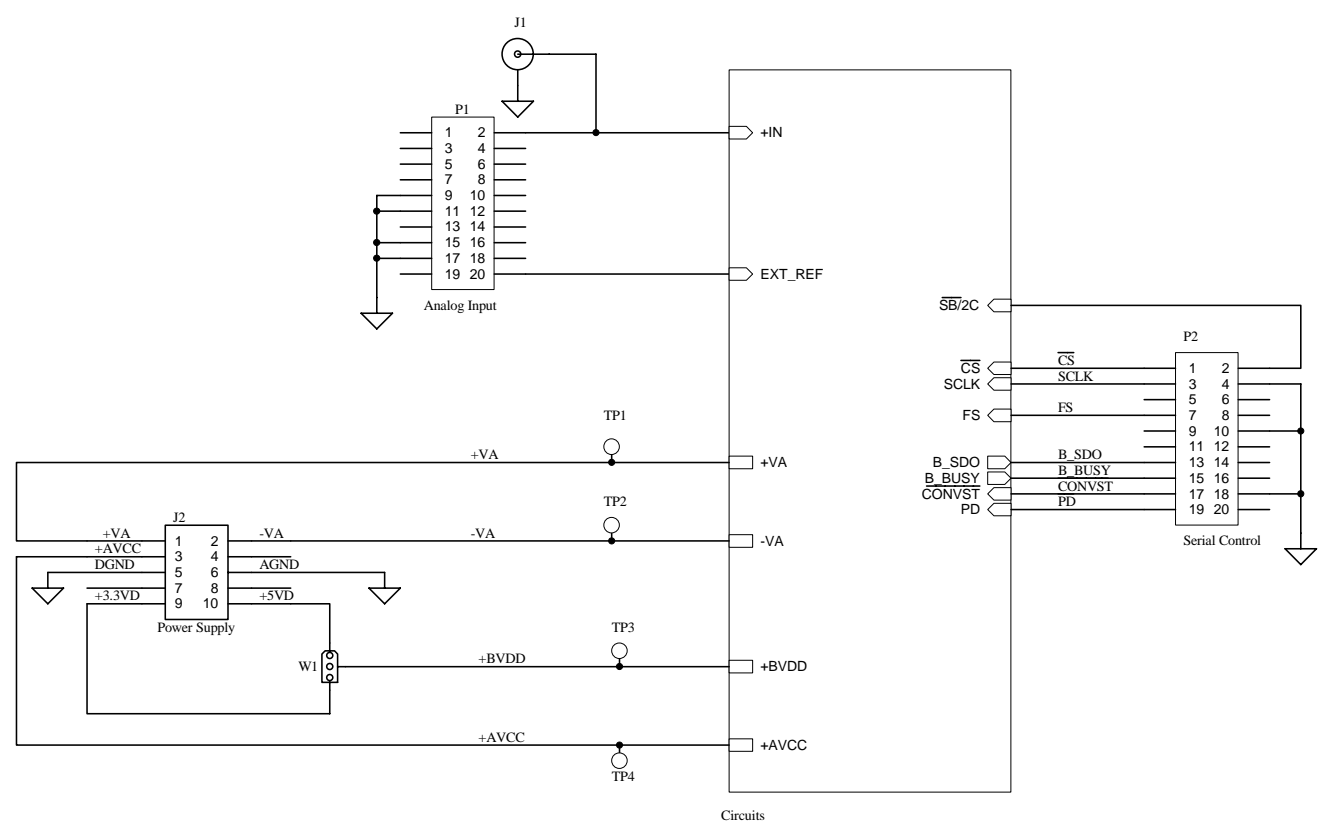 J1
P1
1 2
3 4
5 6
7 8
9 10
11 12
13 14
15 16
17 18
19 20
Analog Input
+IN
EXT_REF
SB/2C
P2
CS CS 1 2
SCLK SCLK 3 4
5 6
FS FS 7 8
9 10
11 12
B_SDO B_SDO 13 14
B_BUSY B_BUSY 15 16
CONVST CONVST 17 18
PD PD 19 20
Serial Control
TP1
+VA +VA
TP2
J2
+VA 1 2 -VA -VA -VA
+AVCC 3 4
DGND 5 6 AGND
7 8
+3.3VD 9 10 +5VD
Power Supply
TP3
W1 +BVDD +BVDD
+AVCC +AVCC
TP4
Circuits